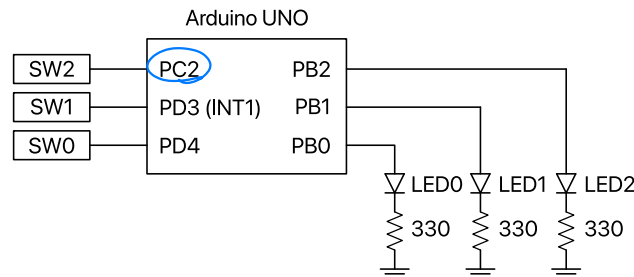 Arduino UNO
SW2 PC2 PB2
SW1 PD3 (INT1) PB1
SW0 PD4 PB0
LED0 LED1 LED2
330 330 330